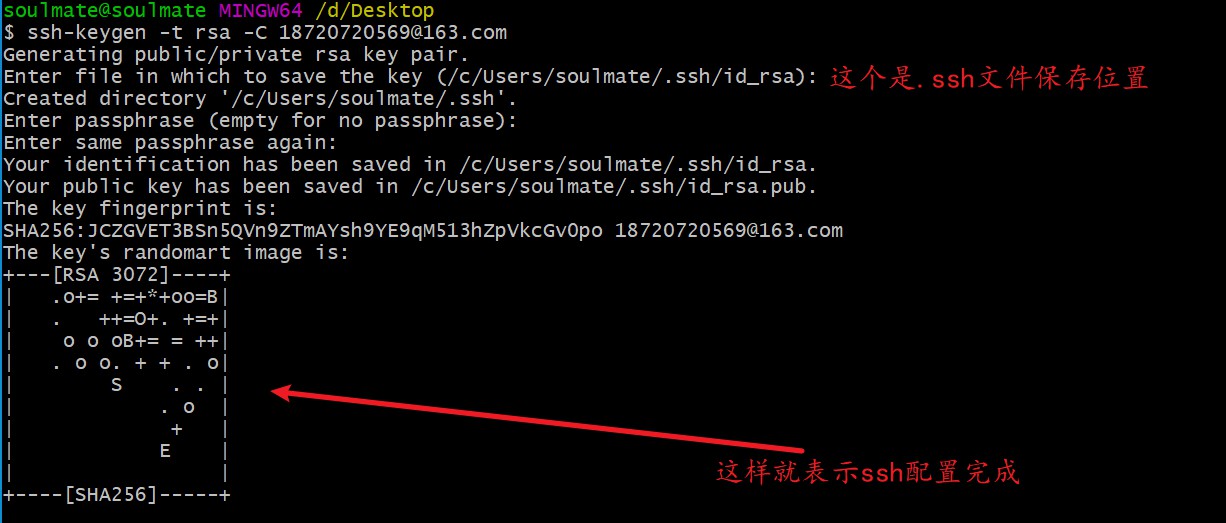 soulmate@soulmate MINGW64 /d/Desktop
$ ssh-keygen -t rsa -C 18720720569@163.com
Generating public/private rsa key pair.
Enter file in which to save the key (/c/Users/soulmate/.ssh/id_rsa): 这个是.ssh文件保存位置
Created directory '/c/Users/soulmate/.ssh'.
Enter passphrase (empty for no passphrase):
Enter same passphrase again:
Your identification has been saved in /c/Users/soulmate/.ssh/id_rsa.
Your public key has been saved in /c/Users/soulmate/.ssh/id_rsa.pub.
The key fingerprint is:
SHA256:JCZGVET3BSn5QVn9ZTmAYsh9YE9qM513hZpVkcGv0po 18720720569@163.com
The key's randomart image is:
+---[RSA 3072]----+
|   .o+= +=+*+oo=B|
|   .   ++=O+. +=+|
|    o o oB+= = ++|
|   . o o. + + . o|
|        S    . . |
|            . o  |
|             +   |
|            E    |
|                 |
+----[SHA256]-----+
这样就表示ssh配置完成